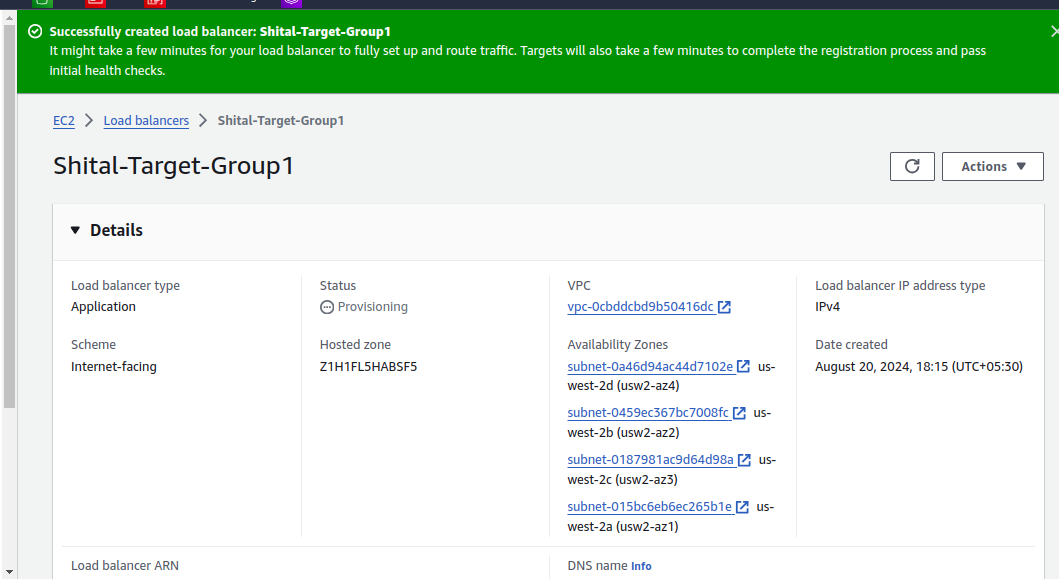 Successfully created load balancer: Shital-Target-Group1
It might take a few minutes for your load balancer to fully set up and route traffic. Targets will also take a few minutes to complete the registration process and pass
initial health checks.
EC2 > Load balancers > Shital-Target-Group1
Shital-Target-Group1
Actions
Details
Load balancer type
Application
Status
Provisioning
VPC
vpc-0cbddcbd9b50416dc
Load balancer IP address type
IPv4
Scheme
Internet-facing
Hosted zone
Z1H1FL5HABSF5
Availability Zones
subnet-0a46d94ac44d7102e us-
west-2d (usw2-az4)
subnet-0459ec367bc7008fc us-
west-2b (usw2-az2)
subnet-0187981ac9d64d98a us-
west-2c (usw2-az3)
subnet-015bc6eb6ec265b1e us-
west-2a (usw2-az1)
Date created
August 20, 2024, 18:15 (UTC+05:30)
Load balancer ARN
DNS name Info